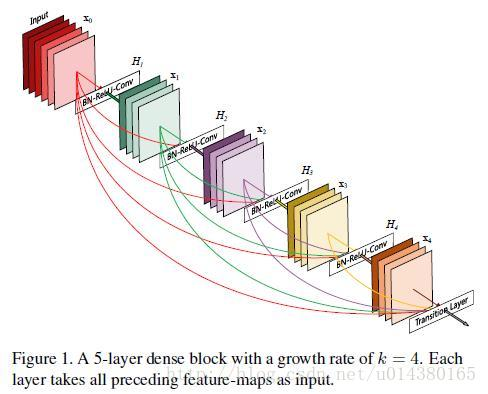 Input
x₀
H₁
BN-ReLU-Conv
x₁
H₂
BN-ReLU-Conv
x₂
H₃
BN-ReLU-Conv
x₃
H₄
BN-ReLU-Conv
x₄
Transition Layer
Figure 1. A 5-layer dense block with a growth rate of k = 4. Each
layer takes all preceding feature-maps as input.
http://blog.csdn.net/u014380165